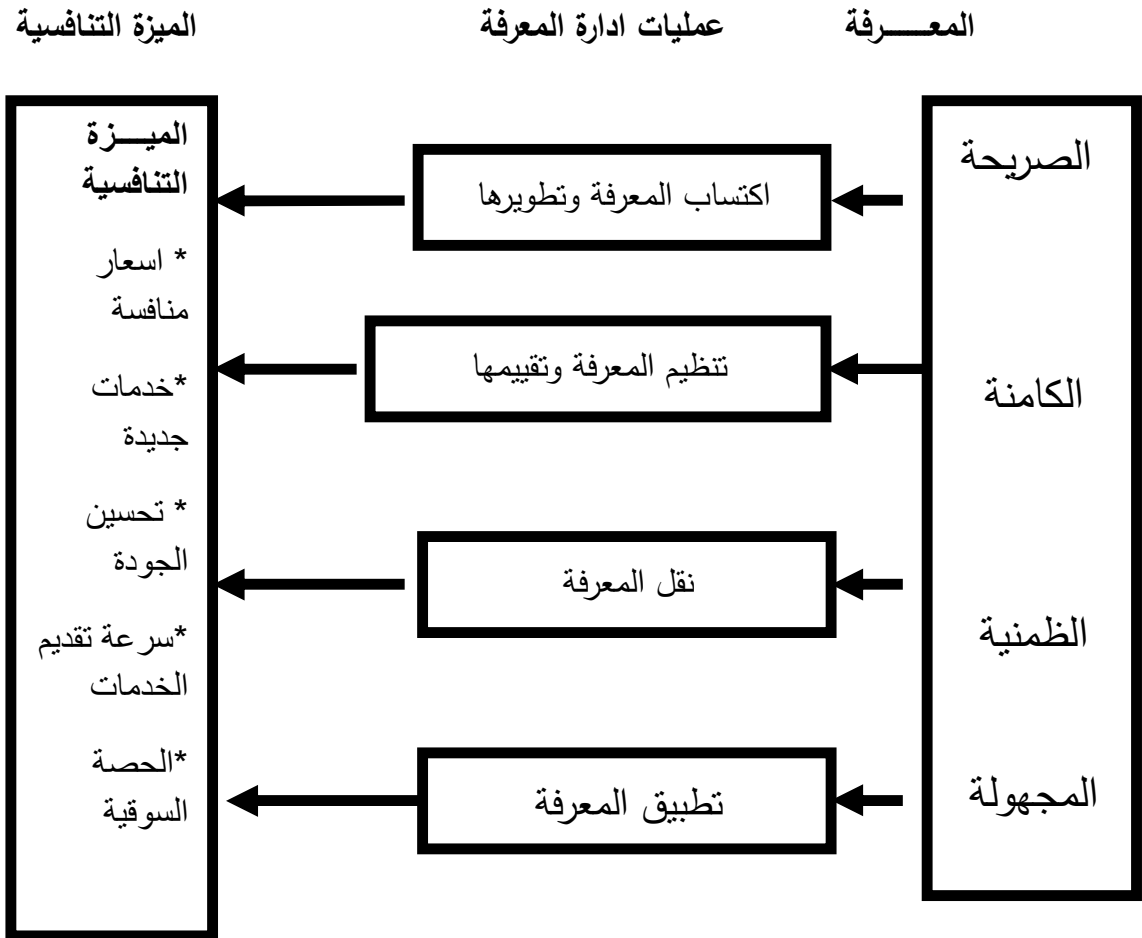 المعـــــرفة
عمليات ادارة المعرفة
الميزة التنافسية
الصريحة
الكامنة
الظمنية
المجهولة
اكتساب المعرفة وتطويرها
تنظيم المعرفة وتقييمها
نقل المعرفة
تطبيق المعرفة
الميــــزة
التنافسية
* اسعار
منافسة
*خدمات
جديدة
* تحسين
الجودة
*سرعة تقديم
الخدمات
*الحصة
السوقية